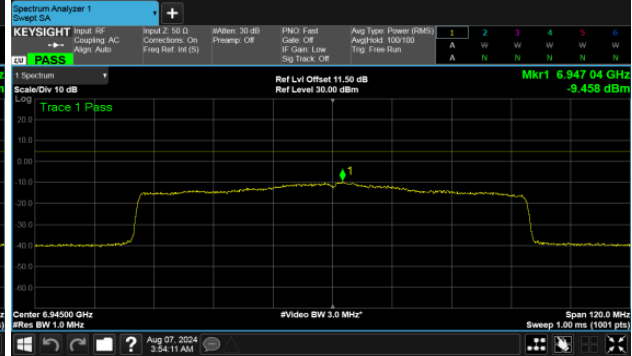 Spectrum Analyzer 1
Swept SA
+
KEYSIGHT Input: RF Input Z: 50 Ω #Atten: 30 dB PNO: Fast Avg Type: Power (RMS) 1 2 3 4 5 6
Coupling: AC Corrections: On Preamp: Off Gate: Off Avg|Hold: 100/100 A W W W W W
Align: Auto Freq Ref: Int (S) IF Gain: Low Trig: Free Run
Sig Track: Off A N N N N N
LXI PASS
1 Spectrum Ref Lvl Offset 11.50 dB Mkr1 6.947 04 GHz
Scale/Div 10 dB Ref Level 30.00 dBm -9.458 dBm
Log Trace 1 Pass
20.0
10.0
0.00
1
-10.0
-20.0
-30.0
-40.0
-50.0
-60.0
Center 6.94500 GHz #Video BW 3.0 MHz* Span 120.0 MHz
#Res BW 1.0 MHz Sweep 1.00 ms (1001 pts)
? Aug 07, 2024
3:54:11 AM